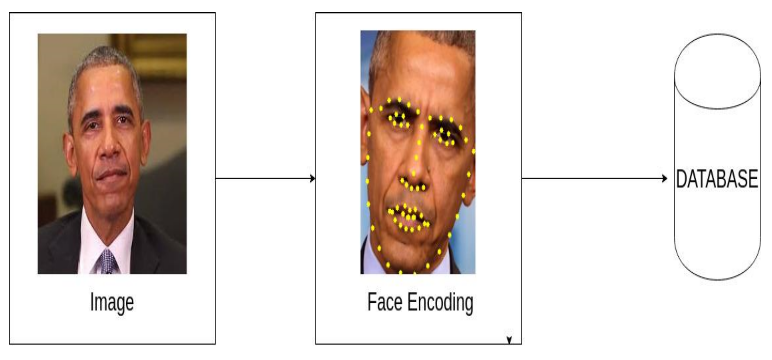 Image
Face Encoding
DATABASE